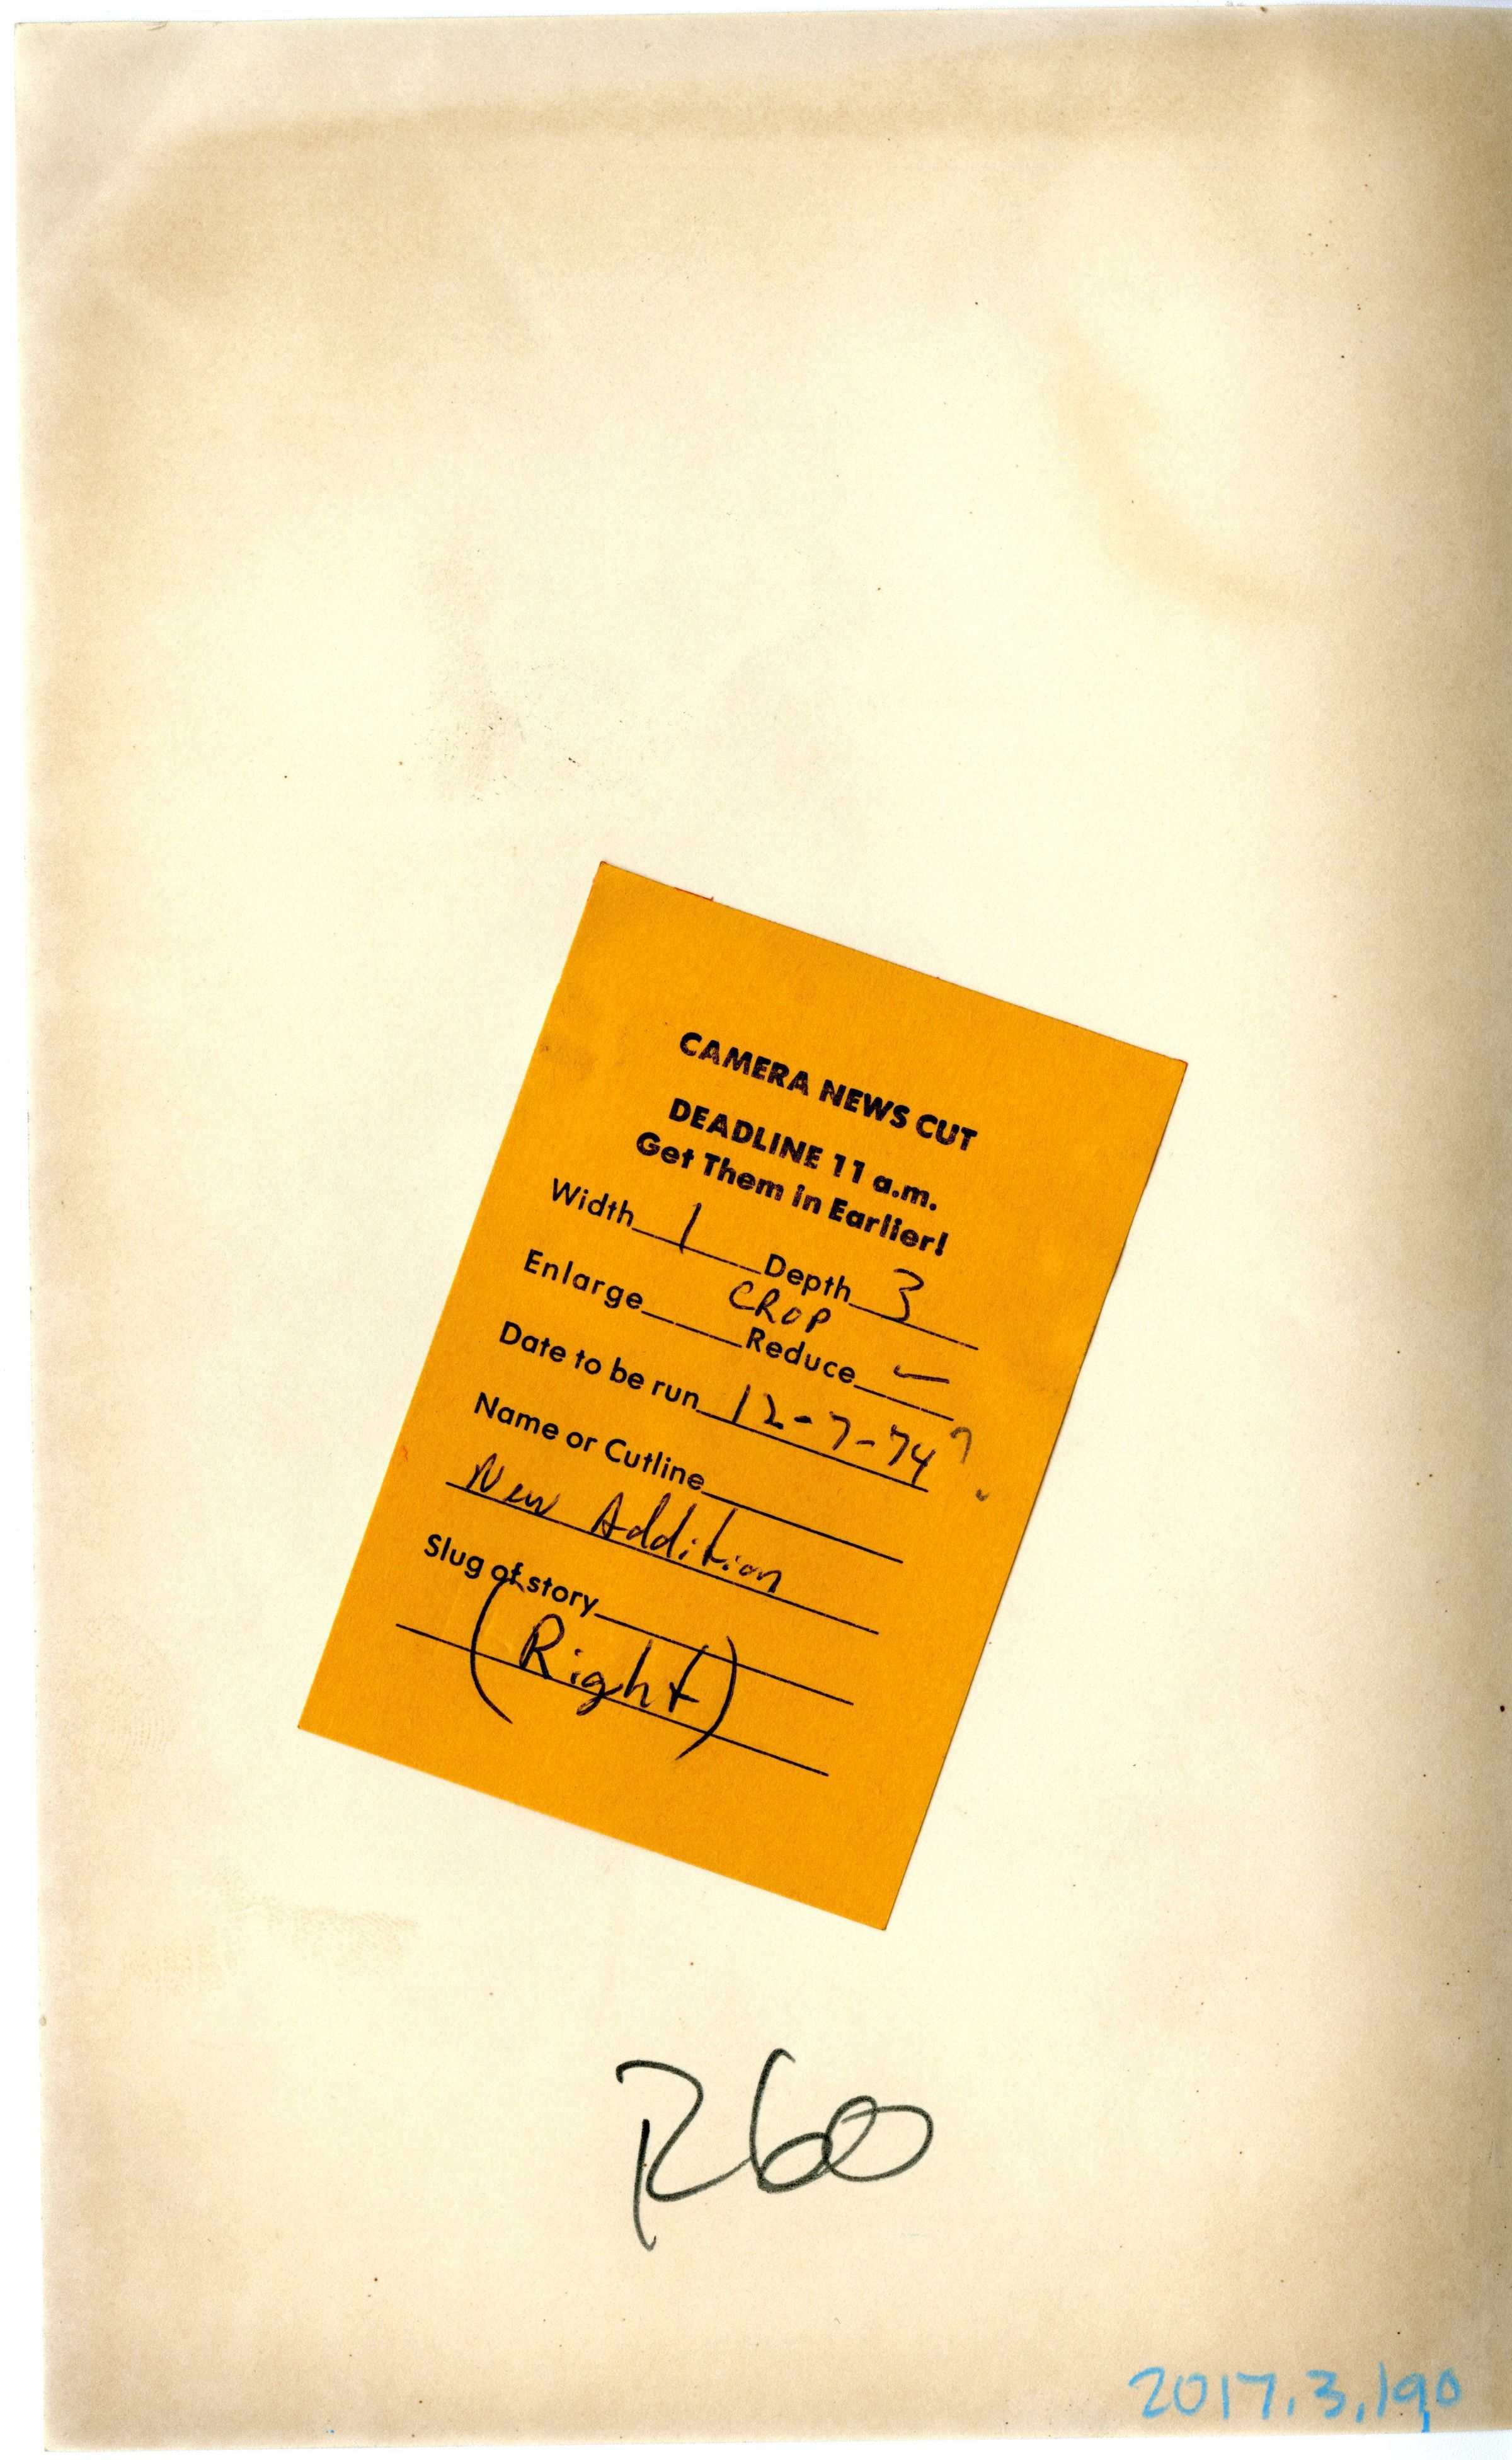 CAMERA NEWS CUT
DEADLINE 11 a.m.
Get Them in Earlier!
Width 1 Depth 3
CROP
Enlarge Reduce —
Date to be run 12-7-74?
Name or Cutline
New Addition
Slug of story
(Right)
R60
2017.3.190